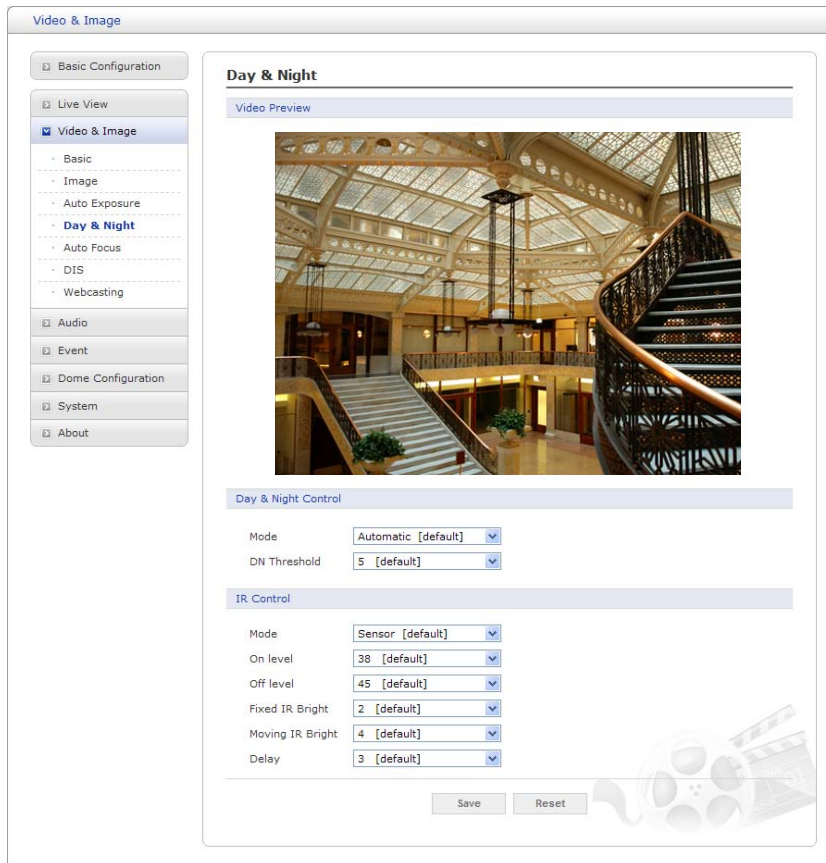 Video & Image
Basic Configuration
Live View
Video & Image
Basic
Image
Auto Exposure
Day & Night
Auto Focus
DIS
Webcasting
Audio
Event
Dome Configuration
System
About
Day & Night
Video Preview
Day & Night Control
Mode Automatic [default]
DN Threshold 5 [default]
IR Control
Mode Sensor [default]
On level 38 [default]
Off level 45 [default]
Fixed IR Bright 2 [default]
Moving IR Bright 4 [default]
Delay 3 [default]
Save Reset